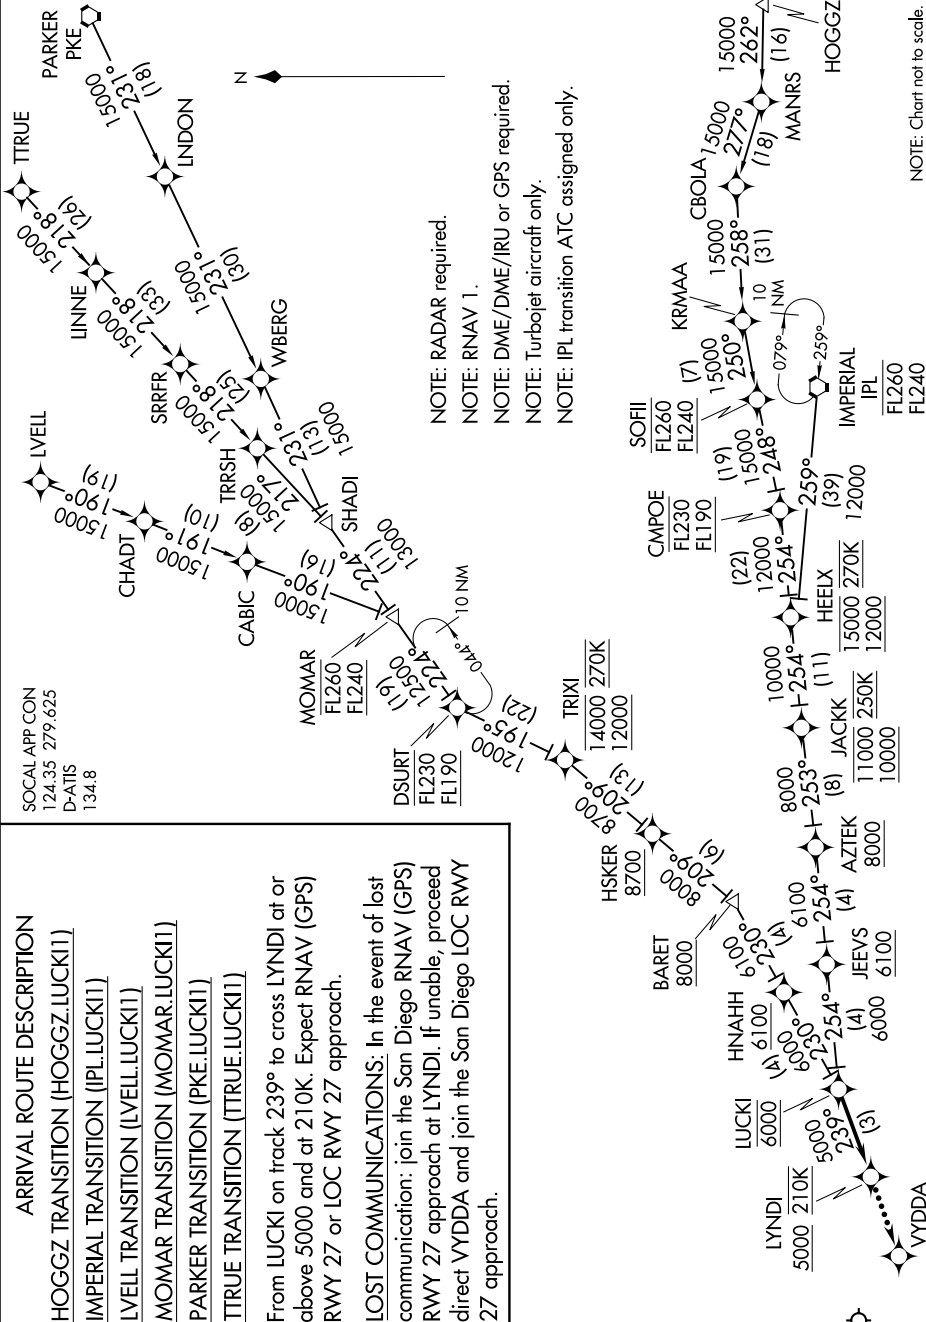 ARRIVAL ROUTE DESCRIPTION
HOGGZ TRANSITION (HOGGZ.LUCKI1)
IMPERIAL TRANSITION (IPL.LUCKI1)
LVELL TRANSITION (LVELL.LUCKI1)
MOMAR TRANSITION (MOMAR.LUCKI1)
PARKER TRANSITION (PKE.LUCKI1)
TTRUE TRANSITION (TTRUE.LUCKI1)
From LUCKI on track 239° to cross LYNDI at or
above 5000 and at 210K. Expect RNAV (GPS)
RWY 27 or LOC RWY 27 approach.
LOST COMMUNICATIONS: In the event of lost
communication: join the San Diego RNAV (GPS)
RWY 27 approach at LYNDI. If unable, proceed
direct VYDDA and join the San Diego LOC RWY
27 approach.
SOCAL APP CON
124.35 279.625
D-ATIS
134.8
LVELL
15000
190°
(19)
CHADT
15000
191°
(10)
CABIC
15000
190°
(16)
TTRUE
15000
218°
(26)
LINNE
15000
218°
(33)
SRRFR
15000
218°
(25)
TRRSH
15000
217°
(8)
PARKER
PKE
15000
231°
(18)
LNDON
15000
231°
(30)
WBERG
231°
(13)
1500
SHADI
224°
(11)
13000
N
MOMAR
FL260
FL240
12500
224°
(19)
044°
10 NM
DSURT
FL230
FL190
12000
195°
(22)
TRIXI
14000 270K
12000
8700
209°
(13)
HSKER
8700
8000
209°
(6)
BARET
8000
6100
230°
(4)
HNAHH
6100
6000
230°
(4)
NOTE: RADAR required.
NOTE: RNAV 1.
NOTE: DME/DME/IRU or GPS required.
NOTE: Turbojet aircraft only.
NOTE: IPL transition ATC assigned only.
HOGGZ
15000
262°
(16)
MANRS
15000
277°
(18)
CBOLA
15000
258°
(31)
KRMAA
15000
250°
(7)
10
NM
079°
259°
IMPERIAL
IPL
FL260
FL240
SOFII
FL260
FL240
15000
248°
(19)
259°
(39)
12000
CMPOE
FL230
FL190
12000
254°
(22)
HEELX
15000 270K
12000
10000
254°
(11)
JACKK
11000 250K
10000
8000
253°
(8)
AZTEK
8000
6100
254°
(4)
JEEVS
6100
254°
(4)
6000
LUCKI
6000
5000
239°
(3)
LYNDI
5000 210K
VYDDA
NOTE: Chart not to scale.